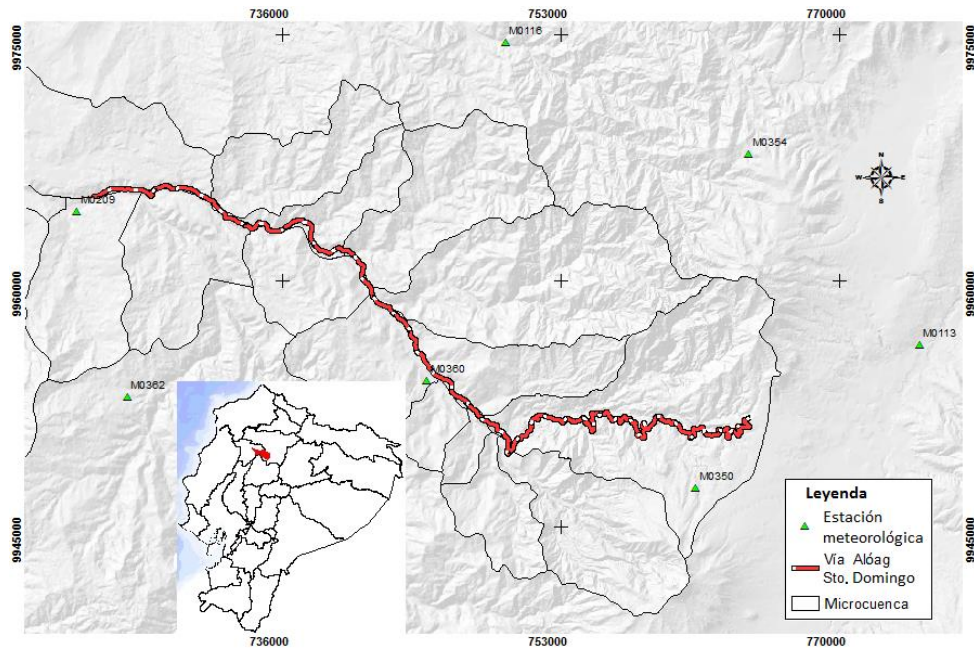 736000
753000
770000
9975000
9975000
M0116
M0354
N
W
E
S
M0209
9960000
9960000
M0113
M0360
M0362
M0350
Leyenda
Estación
meteorológica
Vía Alóag
Sto. Domingo
Microcuenca
9945000
9945000
736000
753000
770000